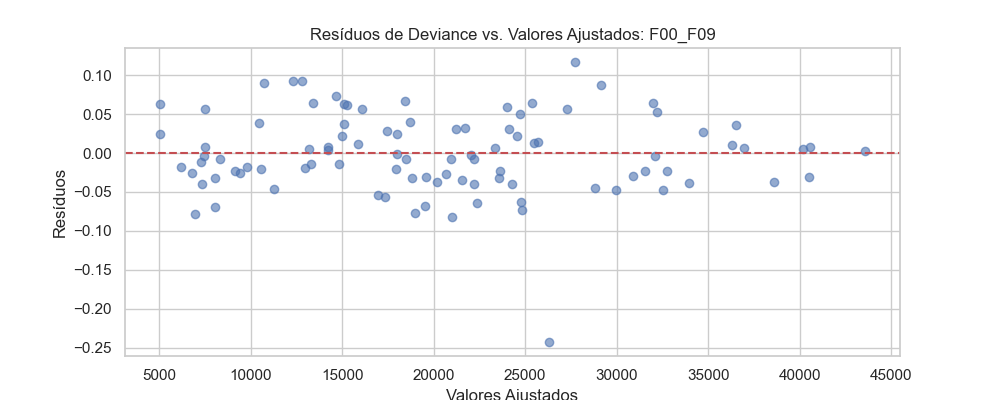 Resíduos de Deviance vs. Valores Ajustados: F00_F09
Resíduos
0.10
0.05
0.00
−0.05
−0.10
−0.15
−0.20
−0.25
5000 10000 15000 20000 25000 30000 35000 40000 45000
Valores Ajustados